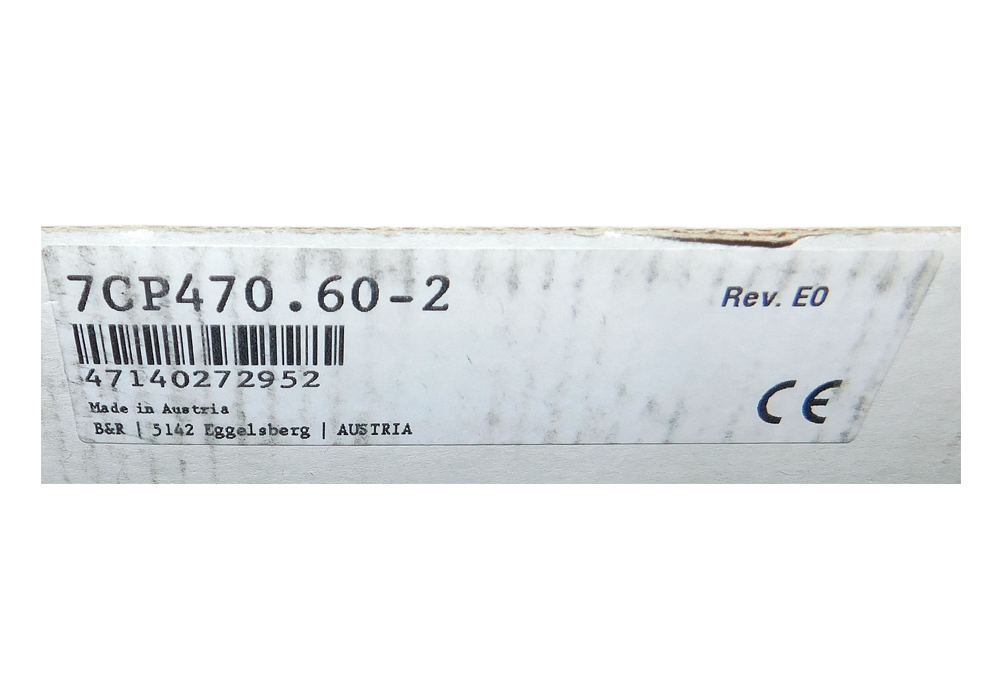 7CP470.60-2
Rev. E0
47140272952
Made in Austria
CE
B&R | 5142 Eggelsberg | AUSTRIA